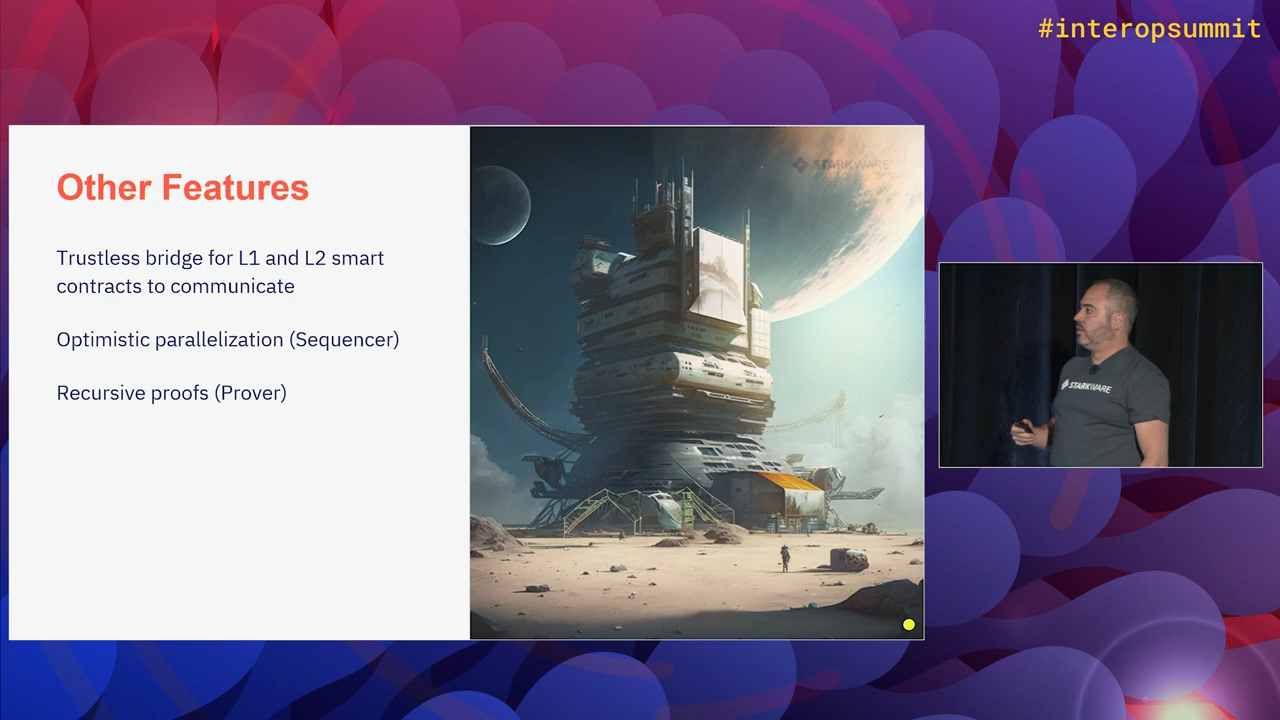 #interopsummit
Other Features
STARKWARE
Trustless bridge for L1 and L2 smart
contracts to communicate
Optimistic parallelization (Sequencer)
Recursive proofs (Prover)
STARKWARE